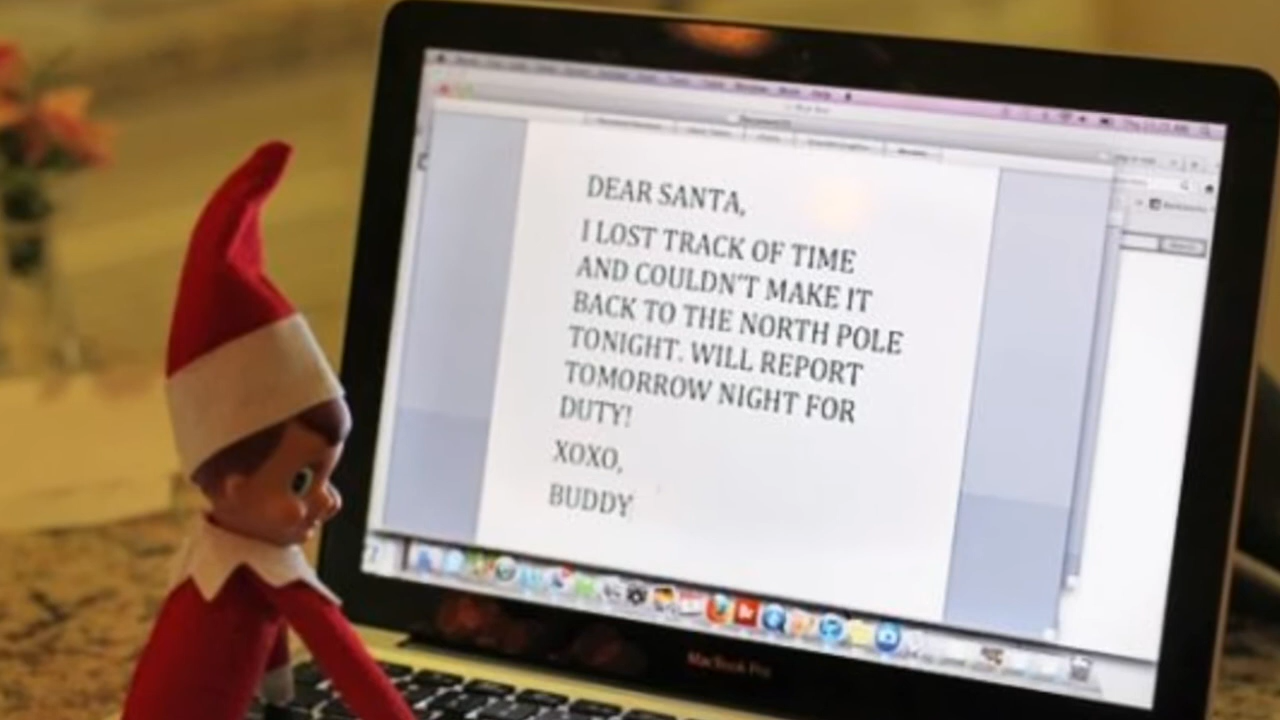 DEAR SANTA,
I LOST TRACK OF TIME
AND COULDN'T MAKE IT
BACK TO THE NORTH POLE
TONIGHT. WILL REPORT
TOMORROW NIGHT FOR
DUTY!
XOXO,
BUDDY
MacBook Pro